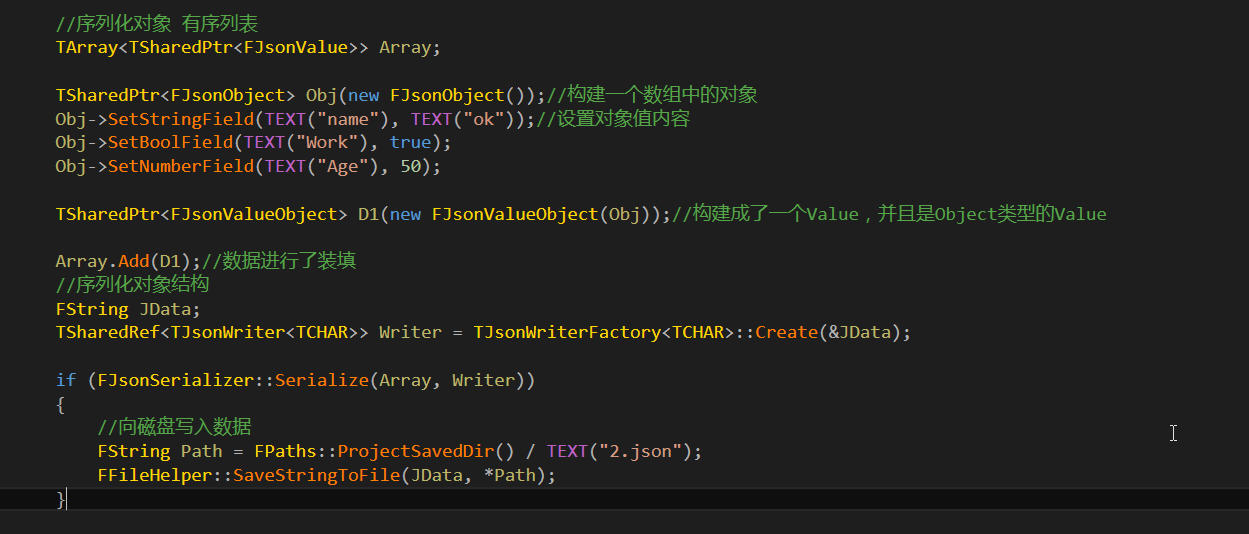 //序列化对象 有序列表
TArray<TSharedPtr<FJsonValue>> Array;
TSharedPtr<FJsonObject> Obj(new FJsonObject());//构建一个数组中的对象
Obj->SetStringField(TEXT("name"), TEXT("ok"));//设置对象值内容
Obj->SetBoolField(TEXT("Work"), true);
Obj->SetNumberField(TEXT("Age"), 50);
TSharedPtr<FJsonValueObject> D1(new FJsonValueObject(Obj));//构建成了一个Value，并且是Object类型的Value
Array.Add(D1);//数据进行了装填
//序列化对象结构
FString JData;
TSharedRef<TJsonWriter<TCHAR>> Writer = TJsonWriterFactory<TCHAR>::Create(&JData);
if (FJsonSerializer::Serialize(Array, Writer))
{
//向磁盘写入数据
FString Path = FPaths::ProjectSavedDir() / TEXT("2.json");
FFileHelper::SaveStringToFile(JData, *Path);
}